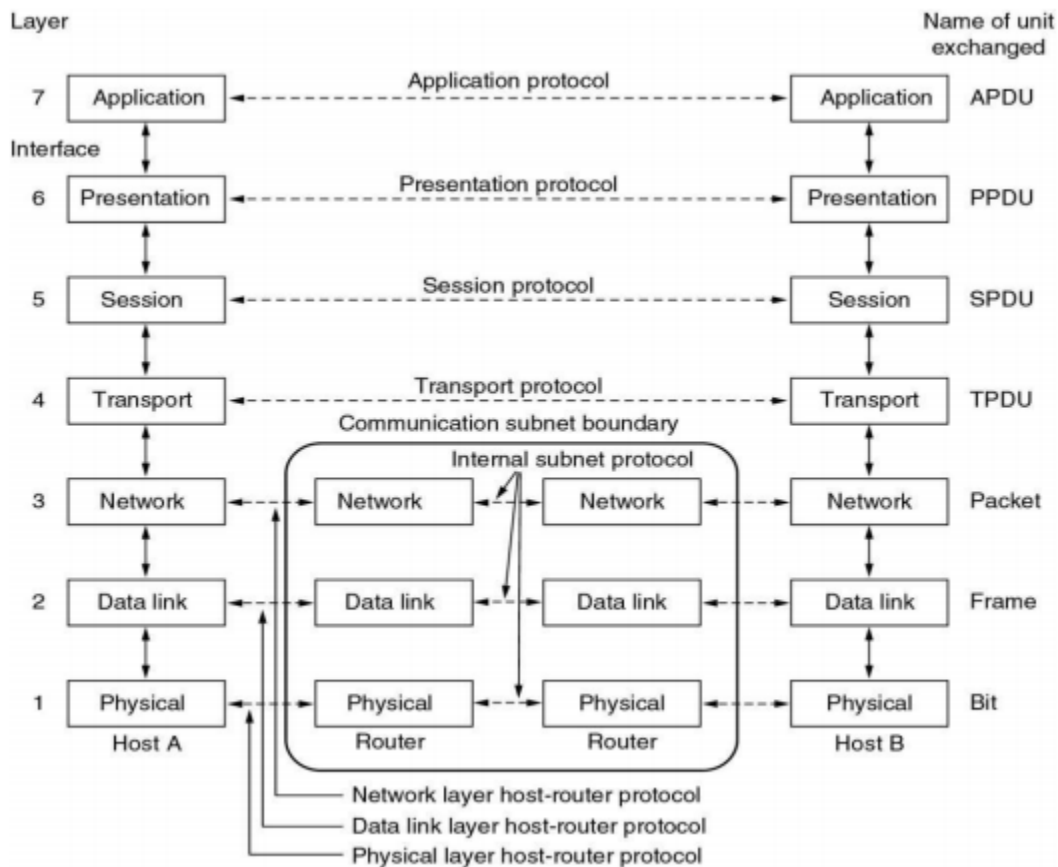 Layer
Name of unit
exchanged
Application protocol
7 Application Application APDU
Interface
Presentation protocol
6 Presentation Presentation PPDU
Session protocol
5 Session Session SPDU
Transport protocol
4 Transport Transport TPDU
Communication subnet boundary
Internal subnet protocol
3 Network Network Network Network Packet
2 Data link Data link Data link Data link Frame
1 Physical Physical Physical Physical Bit
Host A Router Router Host B
Network layer host-router protocol
Data link layer host-router protocol
Physical layer host-router protocol